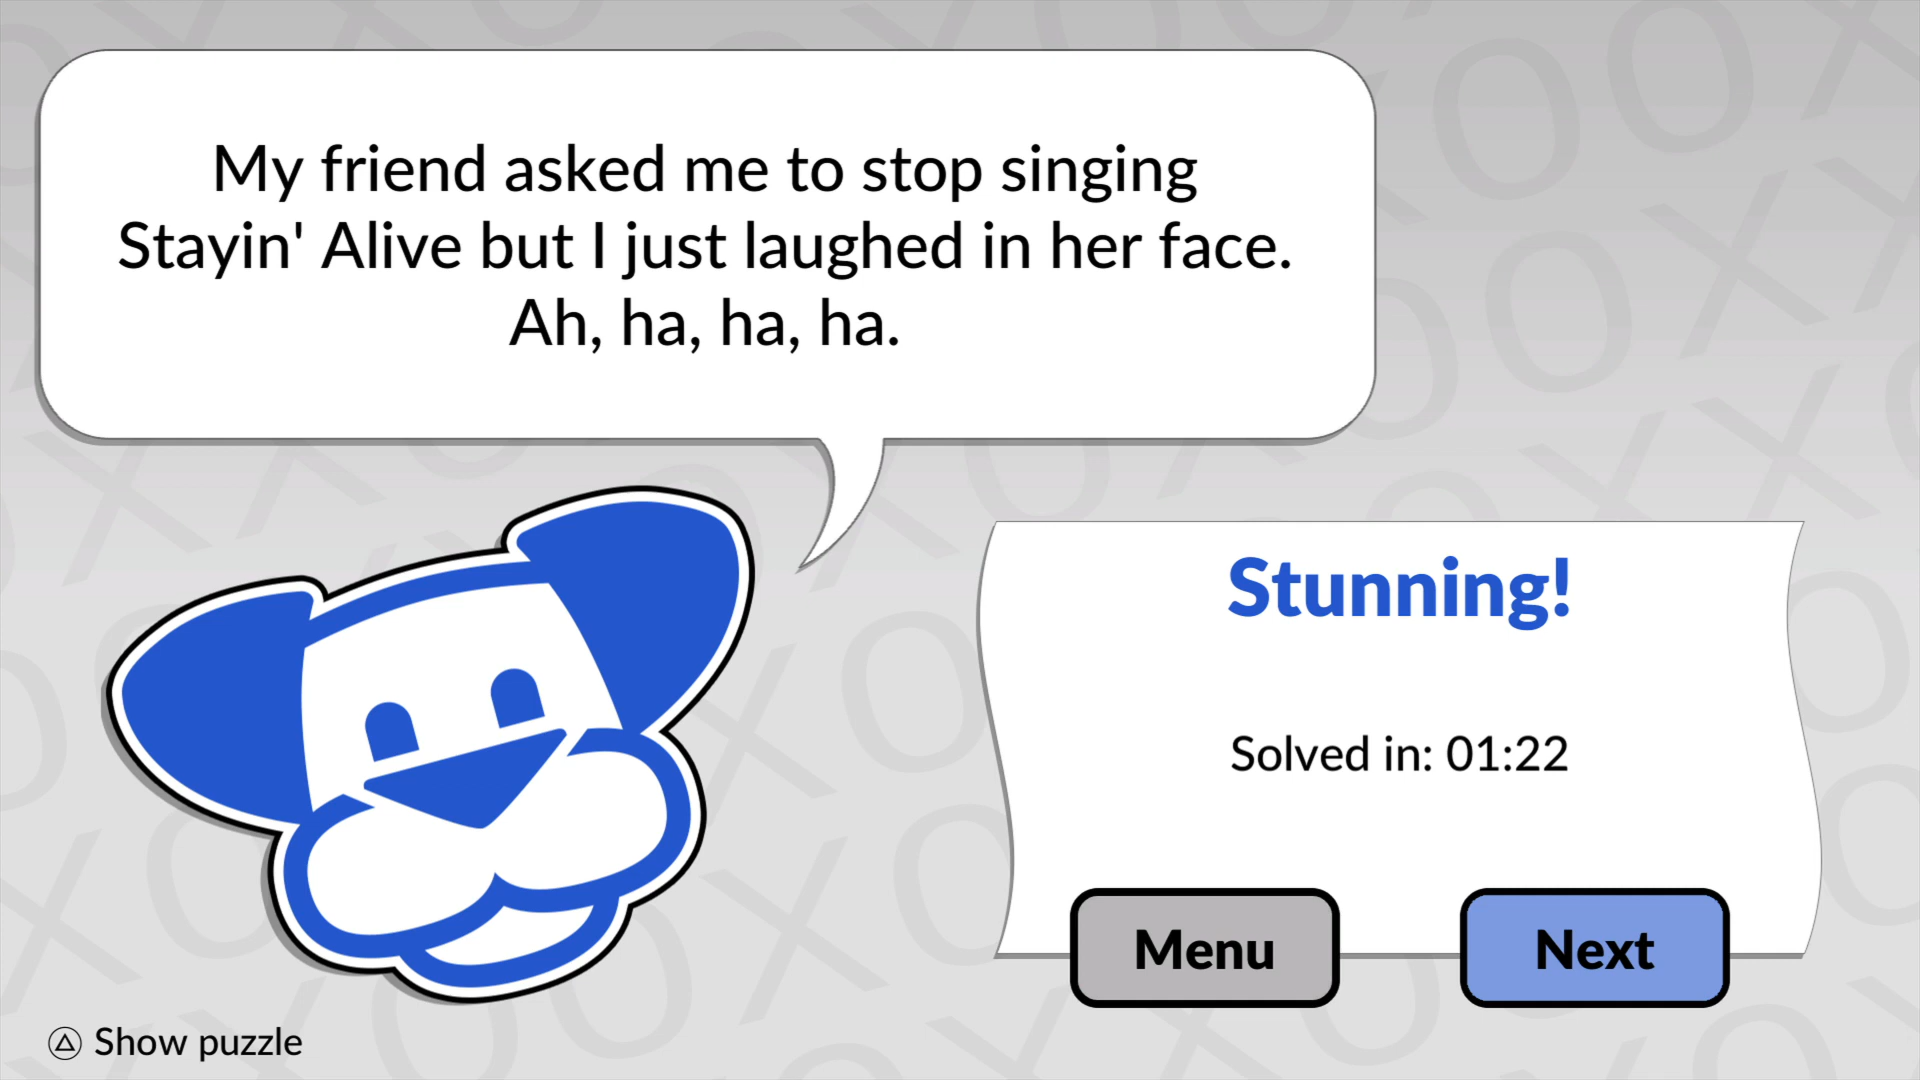 My friend asked me to stop singing
Stayin' Alive but I just laughed in her face.
Ah, ha, ha, ha.
Stunning!
Solved in: 01:22
Menu
Next
Show puzzle